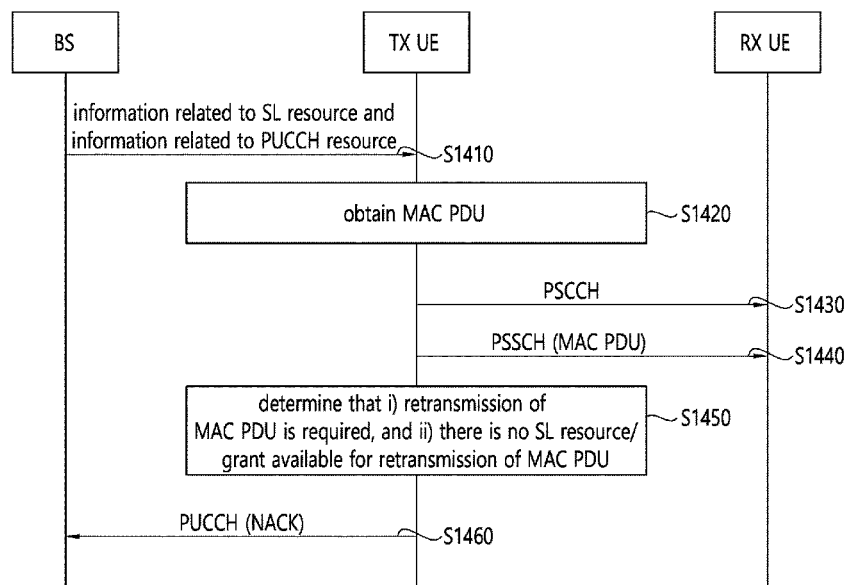 BS
TX UE
RX UE
information related to SL resource and
information related to PUCCH resource
S1410
obtain MAC PDU
S1420
PSCCH
S1430
PSSCH (MAC PDU)
S1440
determine that i) retransmission of
MAC PDU is required, and ii) there is no SL resource/
grant available for retransmission of MAC PDU
S1450
PUCCH (NACK)
S1460